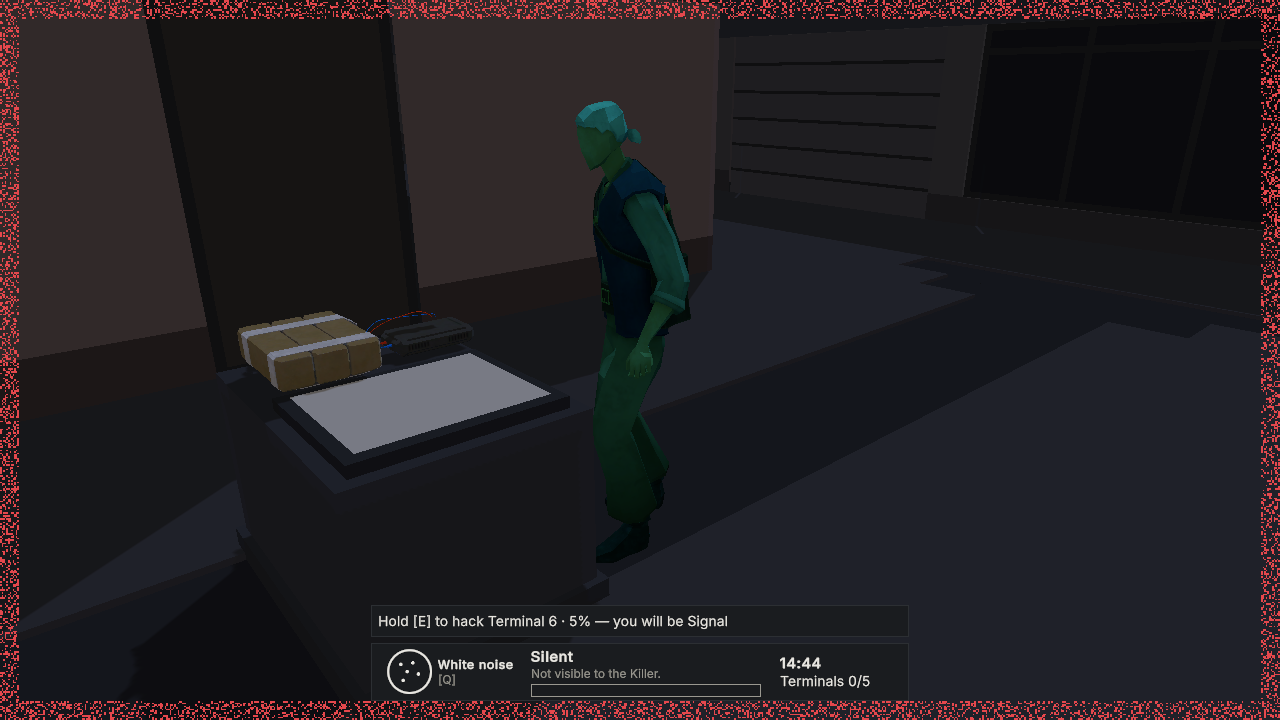 Hold [E] to hack Terminal 6 · 5% — you will be Signal
White noise
[Q]
Silent
Not visible to the Killer.
14:44
Terminals 0/5